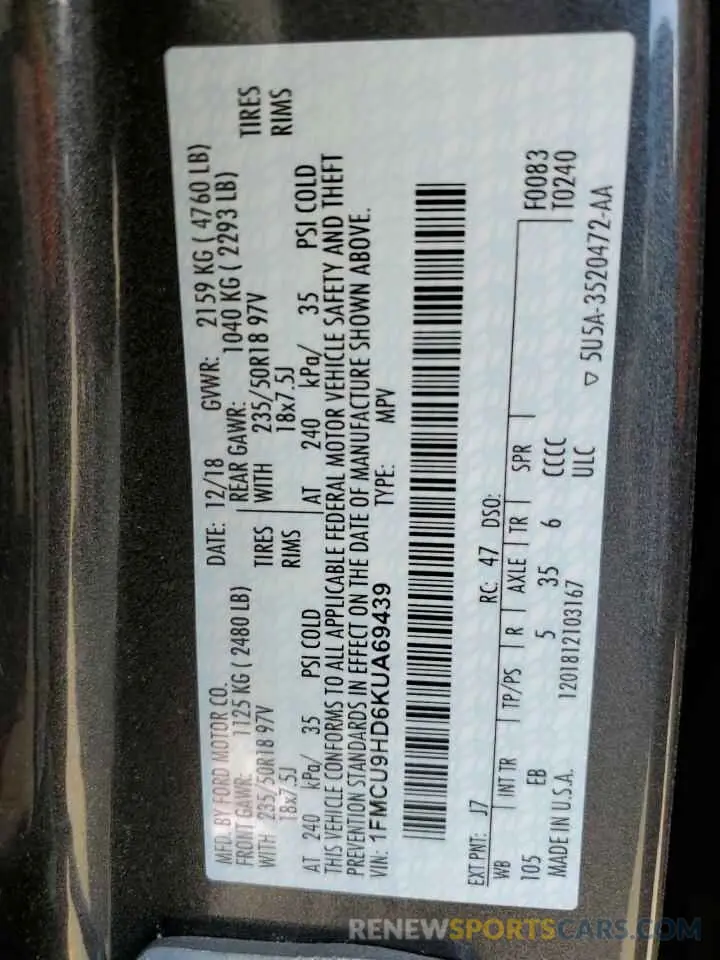 MFD. BY FORD MOTOR CO.
DATE: 12/18 GVWR: 2159 KG ( 4760 LB)
FRONT GAWR: 1125 KG ( 2480 LB) REAR GAWR: 1040 KG ( 2293 LB)
WITH 235/50R18 97V TIRES WITH 235/50R18 97V TIRES
18x7.5J RIMS 18x7.5J RIMS
AT 240 kPa/ 35 PSI COLD AT 240 kPa/ 35 PSI COLD
THIS VEHICLE CONFORMS TO ALL APPLICABLE FEDERAL MOTOR VEHICLE SAFETY AND THEFT
PREVENTION STANDARDS IN EFFECT ON THE DATE OF MANUFACTURE SHOWN ABOVE.
VIN: 1FMCU9HD6KUA69439 TYPE: MPV
EXT PNT: J7 RC: 47 DSO:
WB INT TR TP/PS R AXLE TR SPR F0083
105 EB 5 35 6 CCCC T0240
MADE IN U.S.A. 1201812103167 ULC
▽ 5U5A-3520472-AA
RENEWSPORTSCARS.COM